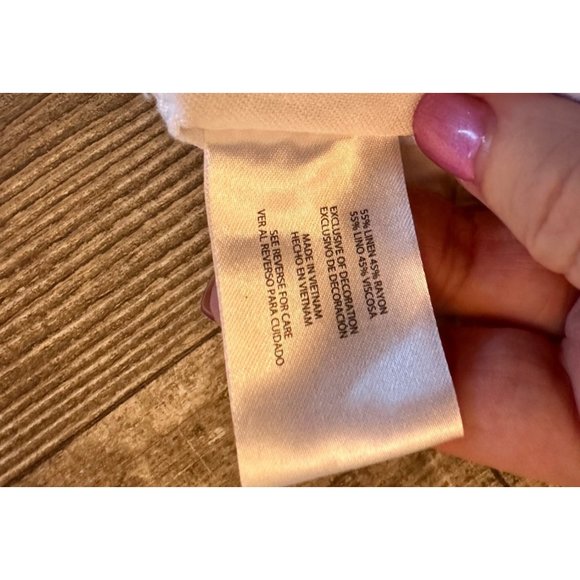 55% LINEN 45% RAYON
55% LINO 45% VISCOSA
EXCLUSIVE OF DECORATION
EXCLUSIVO DE DECORACIÓN
MADE IN VIETNAM
HECHO EN VIETNAM
SEE REVERSE FOR CARE
VER AL REVERSO PARA CUIDADO